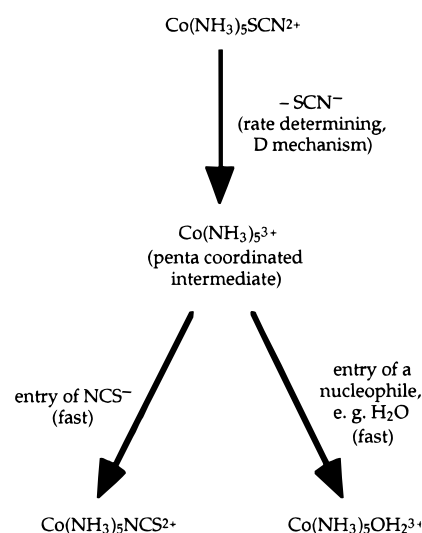 Co(NH₃)₅SCN²⁺
– SCN⁻
(rate determining,
D mechanism)
Co(NH₃)₅³⁺
(penta coordinated
intermediate)
entry of NCS⁻
(fast)
entry of a
nucleophile,
e. g. H₂O
(fast)
Co(NH₃)₅NCS²⁺
Co(NH₃)₅OH₂³⁺